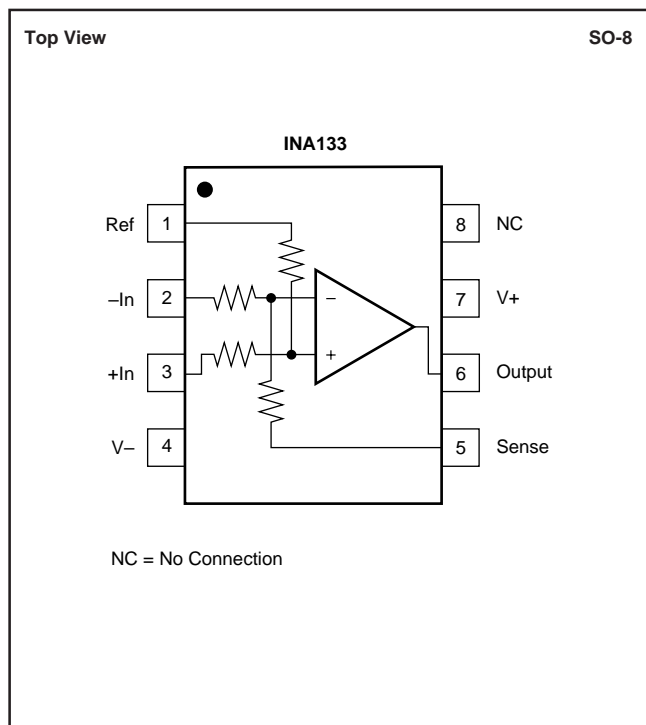 Top View SO-8
INA133
Ref 1 8 NC
–In 2 – 7 V+
+In 3 + 6 Output
V– 4 5 Sense
NC = No Connection